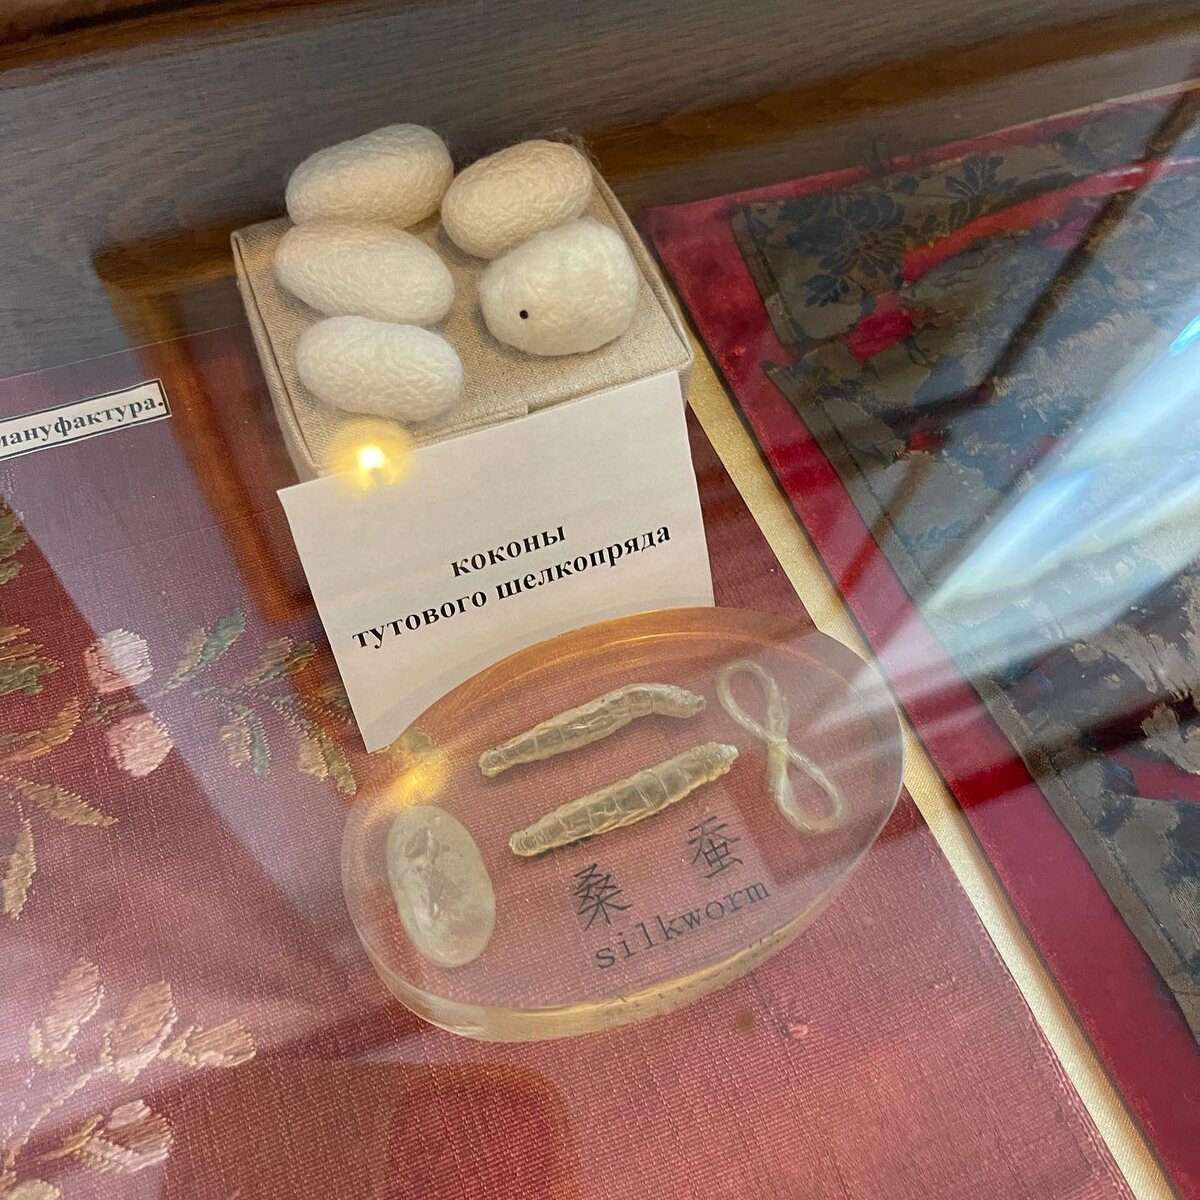 мануфактура.
коконы
тутового шелкопряда
桑 蚕
silkworm